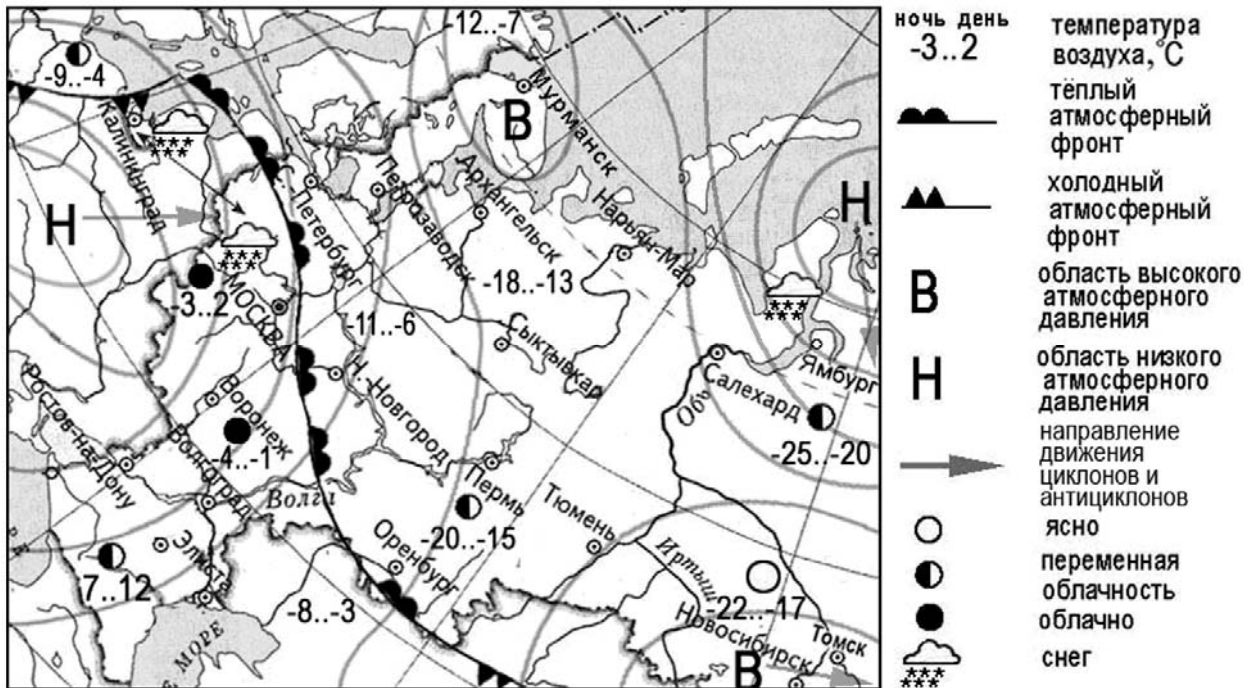 -12..-7
-9..-4
Мурманск
В
Калининград
Н
С. Петербург
Петрозаводск
Архангельск
Нарьян-Мар
Н
-18..-13
МОСКВА
-3..2
-11..-6
Сыктывкар
Ямбург
Салехард
Обь
-25..-20
Н.-Новгород
Воронеж
-4..-1
Ростов-на-Дону
Волгоград
Волга
Пермь
-20..-15
Тюмень
Оренбург
Элиста
7..12
-8..-3
МОРЕ
Иртыш
-22..-17
Новосибирск
Томск
В
ночь день
-3..2
температура
воздуха, °С
тёплый
атмосферный
фронт
холодный
атмосферный
фронт
В
область высокого
атмосферного
давления
Н
область низкого
атмосферного
давления
направление
движения
циклонов и
антициклонов
ясно
переменная
облачность
облачно
снег